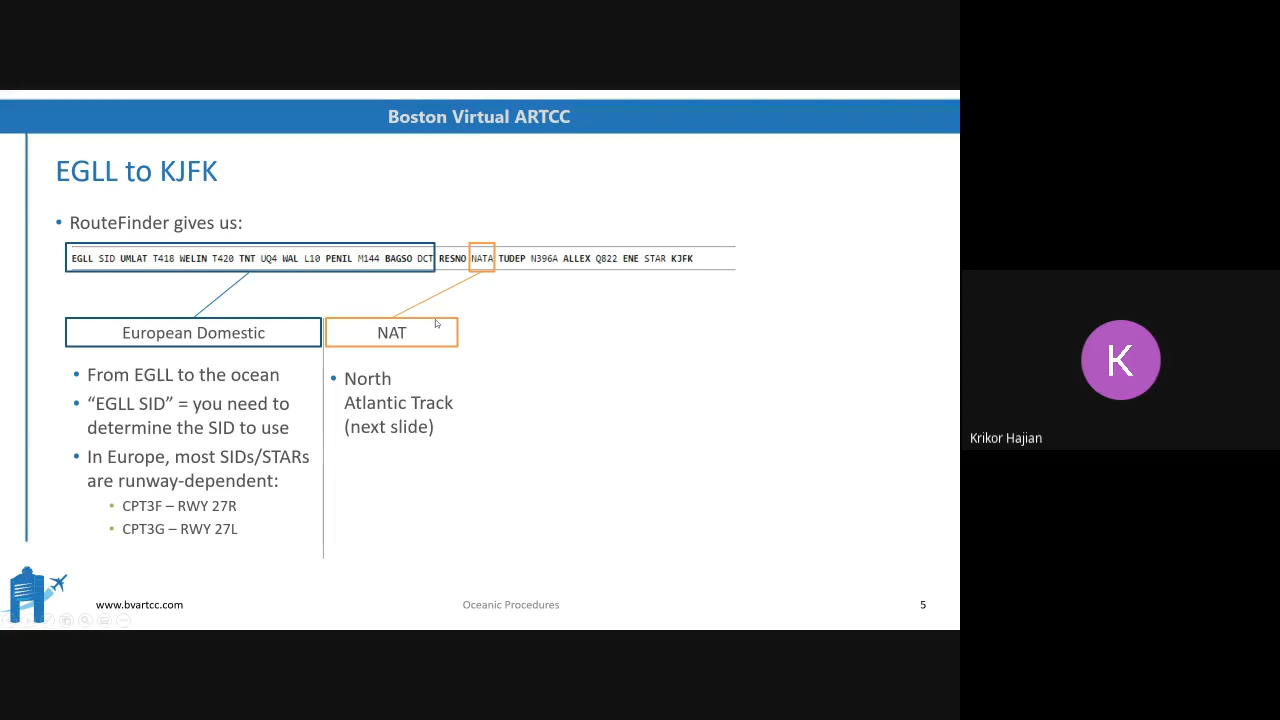 Boston Virtual ARTCC
EGLL to KJFK
• RouteFinder gives us:
EGLL SID UMLAT T418 WELIN T420 TNT UQ4 WAL L10 PENIL M144 BAGSO DCT RESNO NATA TUDEP N396A ALLEX Q822 ENE STAR KJFK
European Domestic
• From EGLL to the ocean
• “EGLL SID” = you need to
determine the SID to use
• In Europe, most SIDs/STARs
are runway-dependent:
• CPT3F – RWY 27R
• CPT3G – RWY 27L
NAT
• North
Atlantic Track
(next slide)
www.bvartcc.com
Oceanic Procedures
5
K
Krikor Hajian